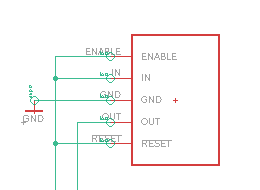 ENABLE ENABLE
IN IN
GND GND
OUT OUT
RESET RESET
GND